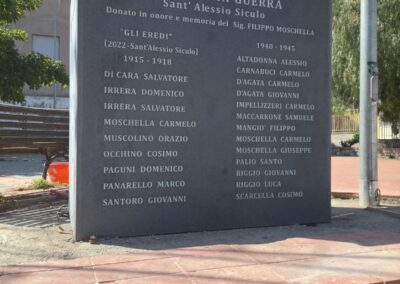 GUERRA
Sant' Alessio Siculo
Donato in onore e memoria del Sig. FILIPPO MOSCHELLA
"GLI EREDI"
(2022-Sant'Alessio Siculo)
1915 - 1918
DI CARA SALVATORE
IRRERA DOMENICO
IRRERA SALVATORE
MOSCHELLA CARMELO
MUSCOLINO ORAZIO
OCCHINO COSIMO
PAGUNI DOMENICO
PANARELLO MARCO
SANTORO GIOVANNI
1940 - 1945
ALTADONNA ALESSIO
CARNABUCI CARMELO
D'AGATA CARMELO
D'AGATA GIOVANNI
IMPELLIZZERI CARMELO
MACCARRONE SAMUELE
MANGIO' FILIPPO
MOSCHELLA CARMELO
MOSCHELLA GIUSEPPE
PALIO SANTO
RIGGIO GIOVANNI
RIGGIO LUCA
SCARCELLA COSIMO